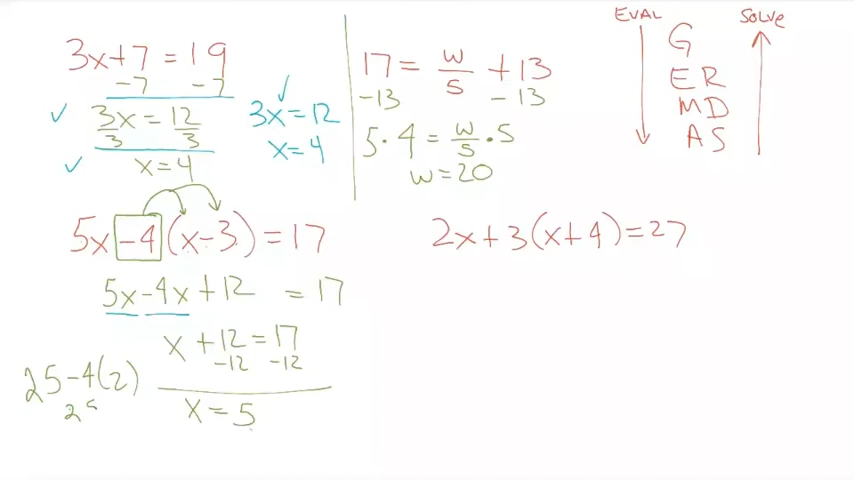 3x+7=19
-7 -7
3x/3 = 12/3
x=4
3x=12
x=4
17 = w/5 + 13
-13 -13
5·4 = w/5·5
w=20
EVAL
Solve
G
ER
MD
AS
5x-4(x-3)=17
5x-4x+12 =17
x+12=17
-12 -12
x=5
25-4(2)
2x+3(x+4)=27